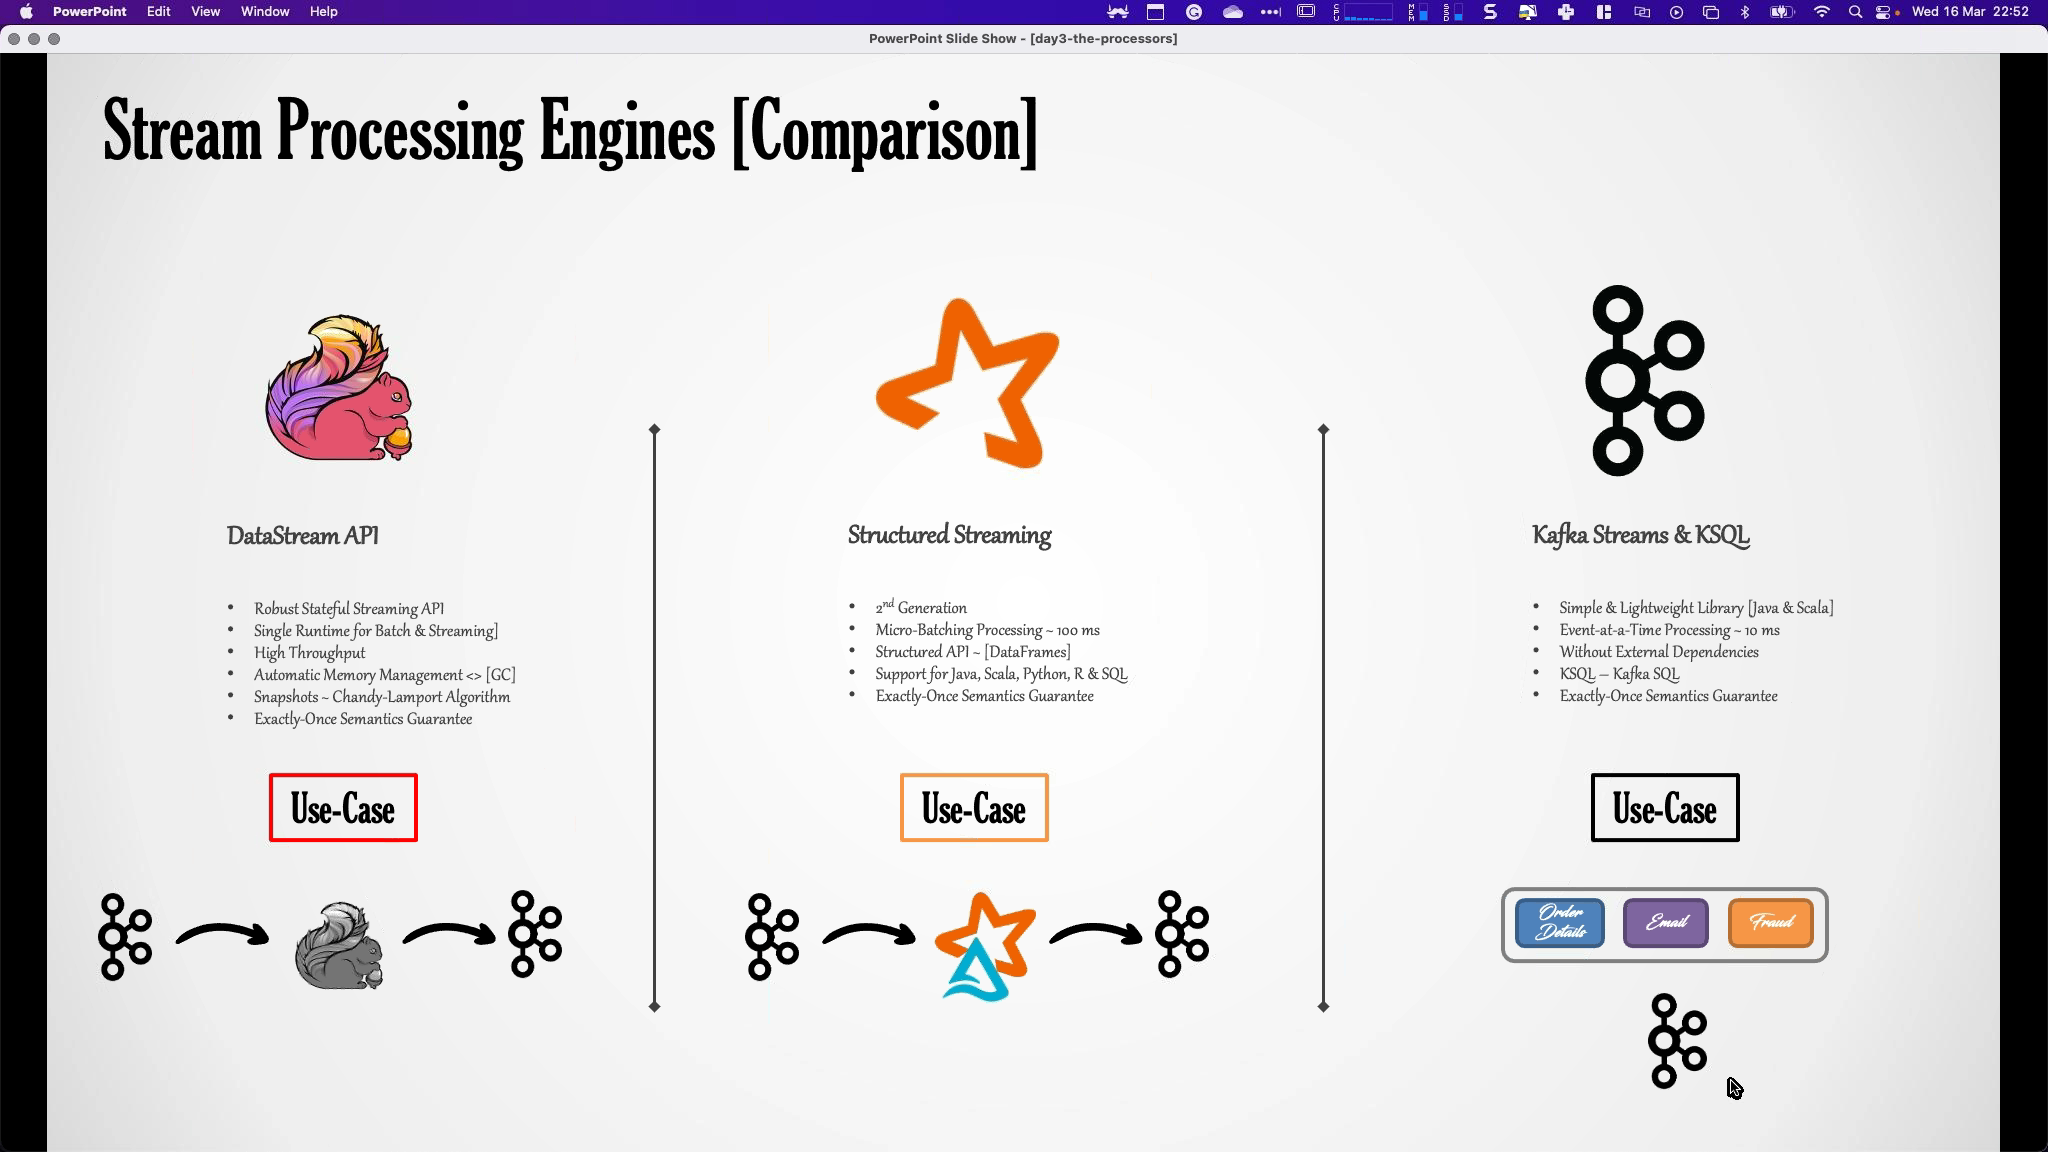 PowerPoint Edit View Window Help
Wed 16 Mar 22:52
PowerPoint Slide Show - [day3-the-processors]
Stream Processing Engines [Comparison]
DataStream API
• Robust Stateful Streaming API
• Single Runtime for Batch & Streaming]
• High Throughput
• Automatic Memory Management <> [GC]
• Snapshots ~ Chandy-Lamport Algorithm
• Exactly-Once Semantics Guarantee
Use-Case
Structured Streaming
• 2nd Generation
• Micro-Batching Processing ~ 100 ms
• Structured API ~ [DataFrames]
• Support for Java, Scala, Python, R & SQL
• Exactly-Once Semantics Guarantee
Use-Case
Kafka Streams & KSQL
• Simple & Lightweight Library [Java & Scala]
• Event-at-a-Time Processing ~ 10 ms
• Without External Dependencies
• KSQL – Kafka SQL
• Exactly-Once Semantics Guarantee
Use-Case
Order
Details
Email
Fraud